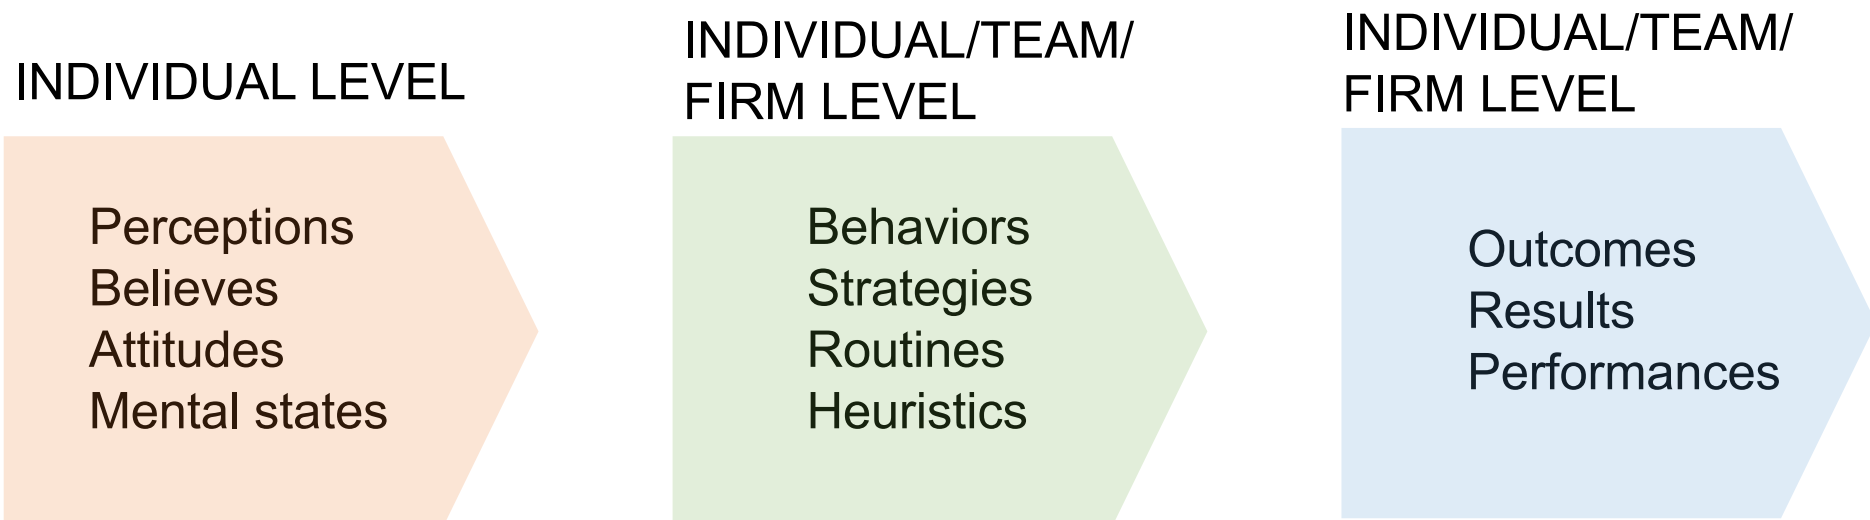 INDIVIDUAL LEVEL
Perceptions
Believes
Attitudes
Mental states
INDIVIDUAL/TEAM/
FIRM LEVEL
Behaviors
Strategies
Routines
Heuristics
INDIVIDUAL/TEAM/
FIRM LEVEL
Outcomes
Results
Performances